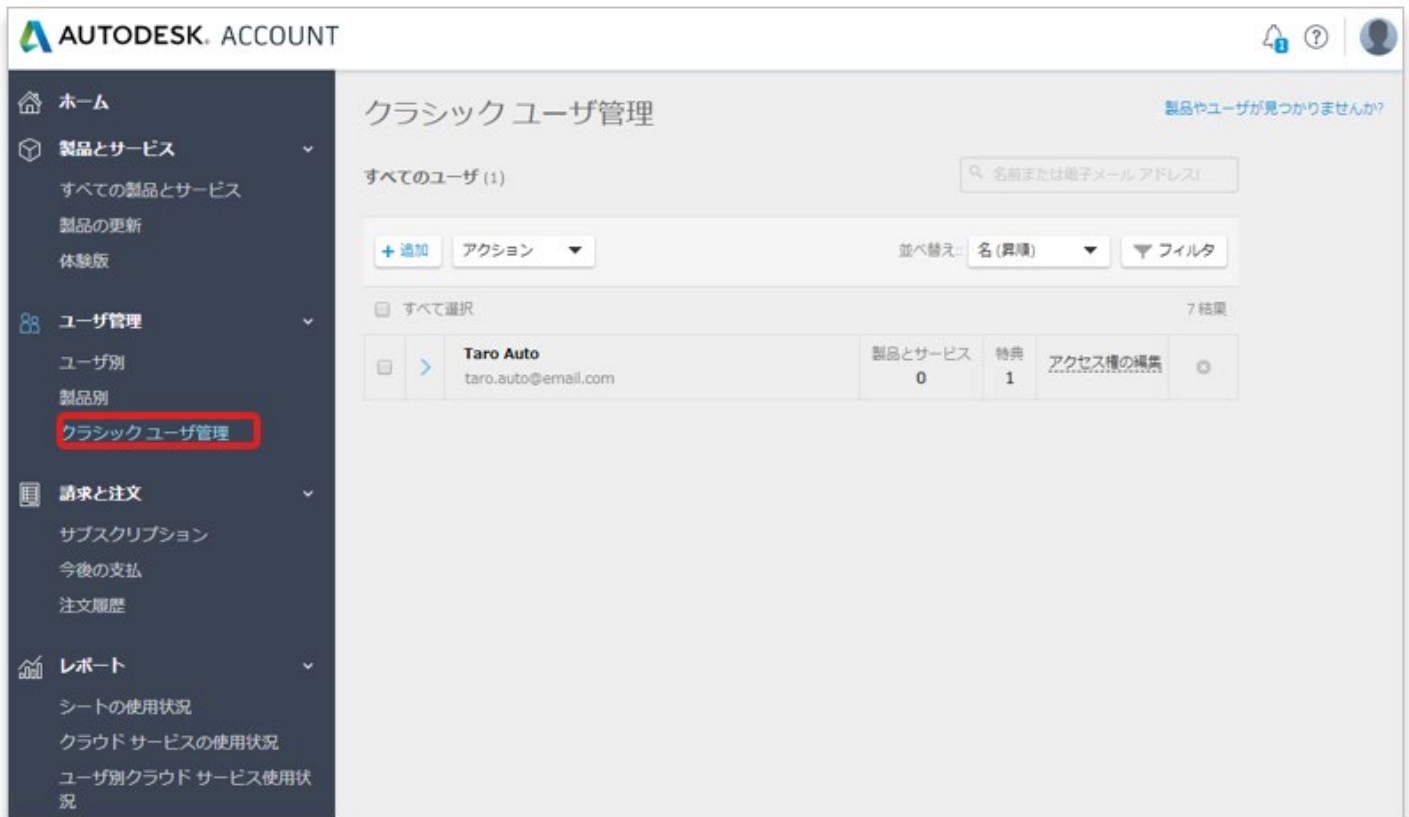 AUTODESK. ACCOUNT
1
ホーム
製品とサービス
すべての製品とサービス
製品の更新
体験版
ユーザ管理
ユーザ別
製品別
クラシック ユーザ管理
請求と注文
サブスクリプション
今後の支払
注文履歴
レポート
シートの使用状況
クラウド サービスの使用状況
ユーザ別クラウド サービス使用状
況
クラシック ユーザ管理
製品やユーザが見つかりませんか?
すべてのユーザ (1)
名前または電子メール アドレス(
+ 追加
アクション
並べ替え:
名 (昇順)
フィルタ
すべて選択
7 結果
Taro Auto
taro.auto@email.com
製品とサービス
0
特典
1
アクセス権の編集